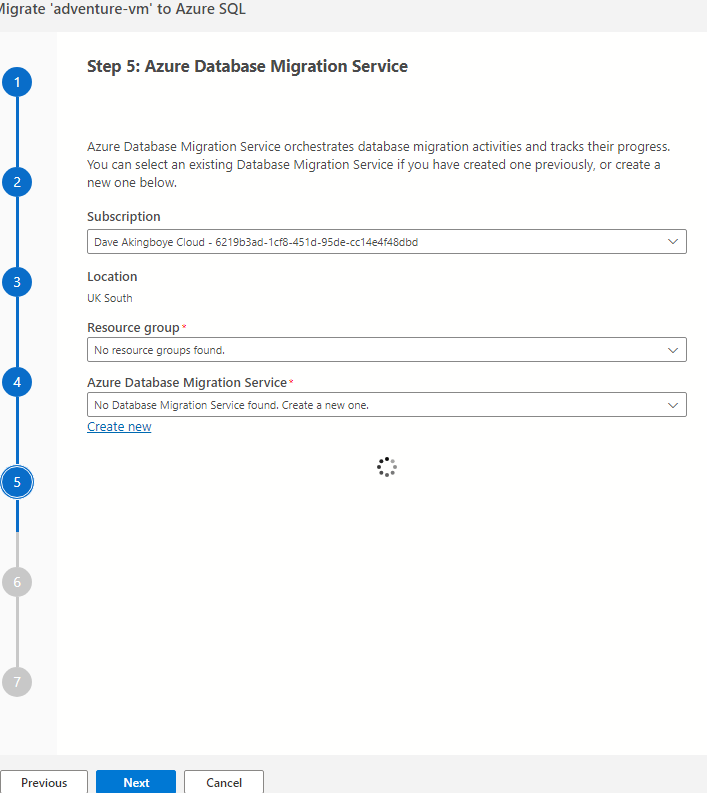 Migrate 'adventure-vm' to Azure SQL
Step 5: Azure Database Migration Service
1
Azure Database Migration Service orchestrates database migration activities and tracks their progress.
You can select an existing Database Migration Service if you have created one previously, or create a
new one below.
2
Subscription
Dave Akingboye Cloud - 6219b3ad-1cf8-451d-95de-cc14e4f48dbd
3
Location
UK South
Resource group*
No resource groups found.
4
Azure Database Migration Service*
No Database Migration Service found. Create a new one.
Create new
5
6
7
Previous
Next
Cancel